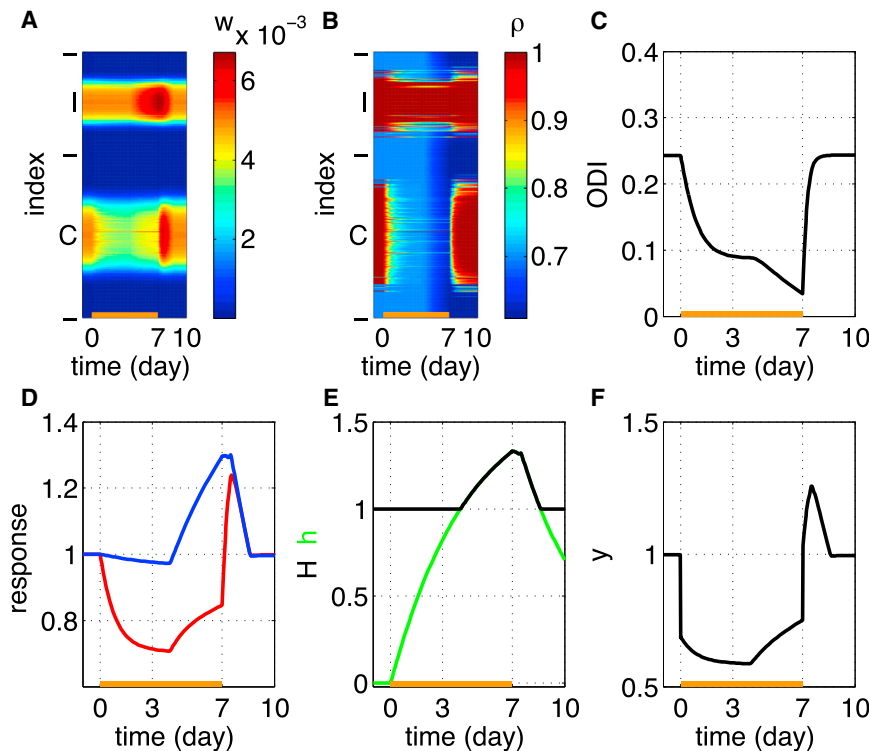 A
w
x 10⁻³
B
ρ
C
I
C
index
6
4
2
0
7
10
time (day)
I
C
index
1
0.9
0.8
0.7
0
7
10
time (day)
0.4
0.3
0.2
0.1
0
ODI
0
3
7
10
time (day)
D
1.4
1.2
1
0.8
response
0
3
7
10
time (day)
E
1.5
1
0.5
0
H h
0
3
7
10
time (day)
F
1.5
1
0.5
y
0
3
7
10
time (day)